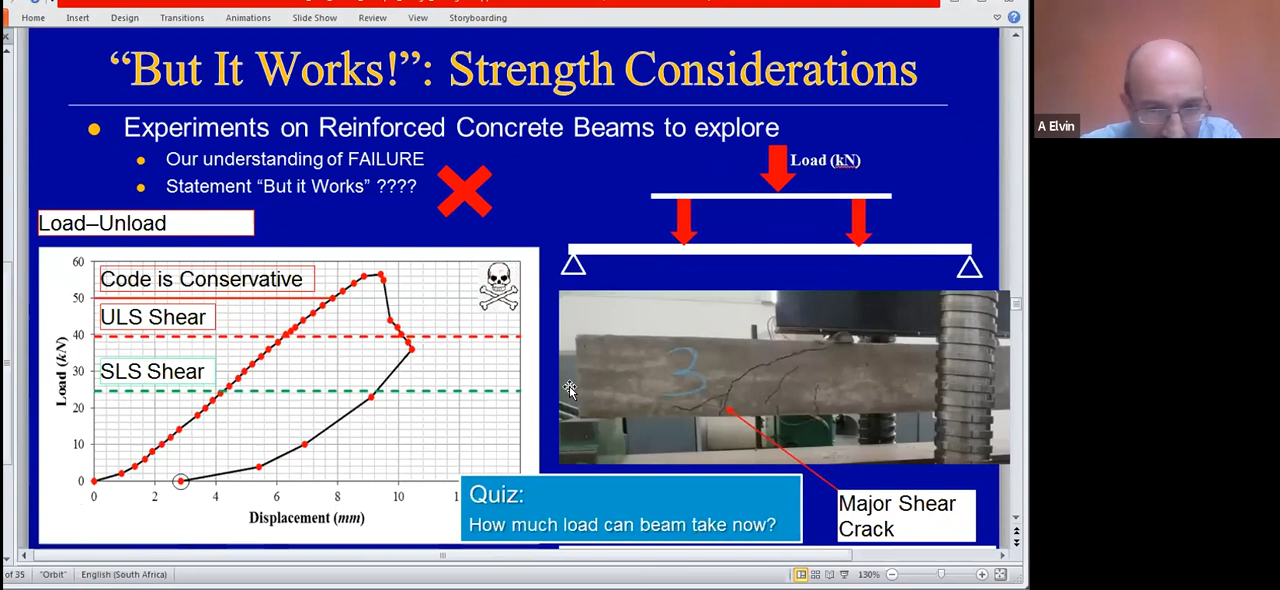 Home Insert Design Transitions Animations Slide Show Review View Storyboarding
“But It Works!”: Strength Considerations
Experiments on Reinforced Concrete Beams to explore
Our understanding of FAILURE
Statement “But it Works” ????
Load–Unload
Load (kN)
60
50
40
30
20
10
0
Load (kN)
Code is Conservative
ULS Shear
SLS Shear
0 2 4 6 8 10 1
Displacement (mm)
3
Quiz:
How much load can beam take now?
Major Shear
Crack
A Elvin
of 35 "Orbit" English (South Africa) 130%